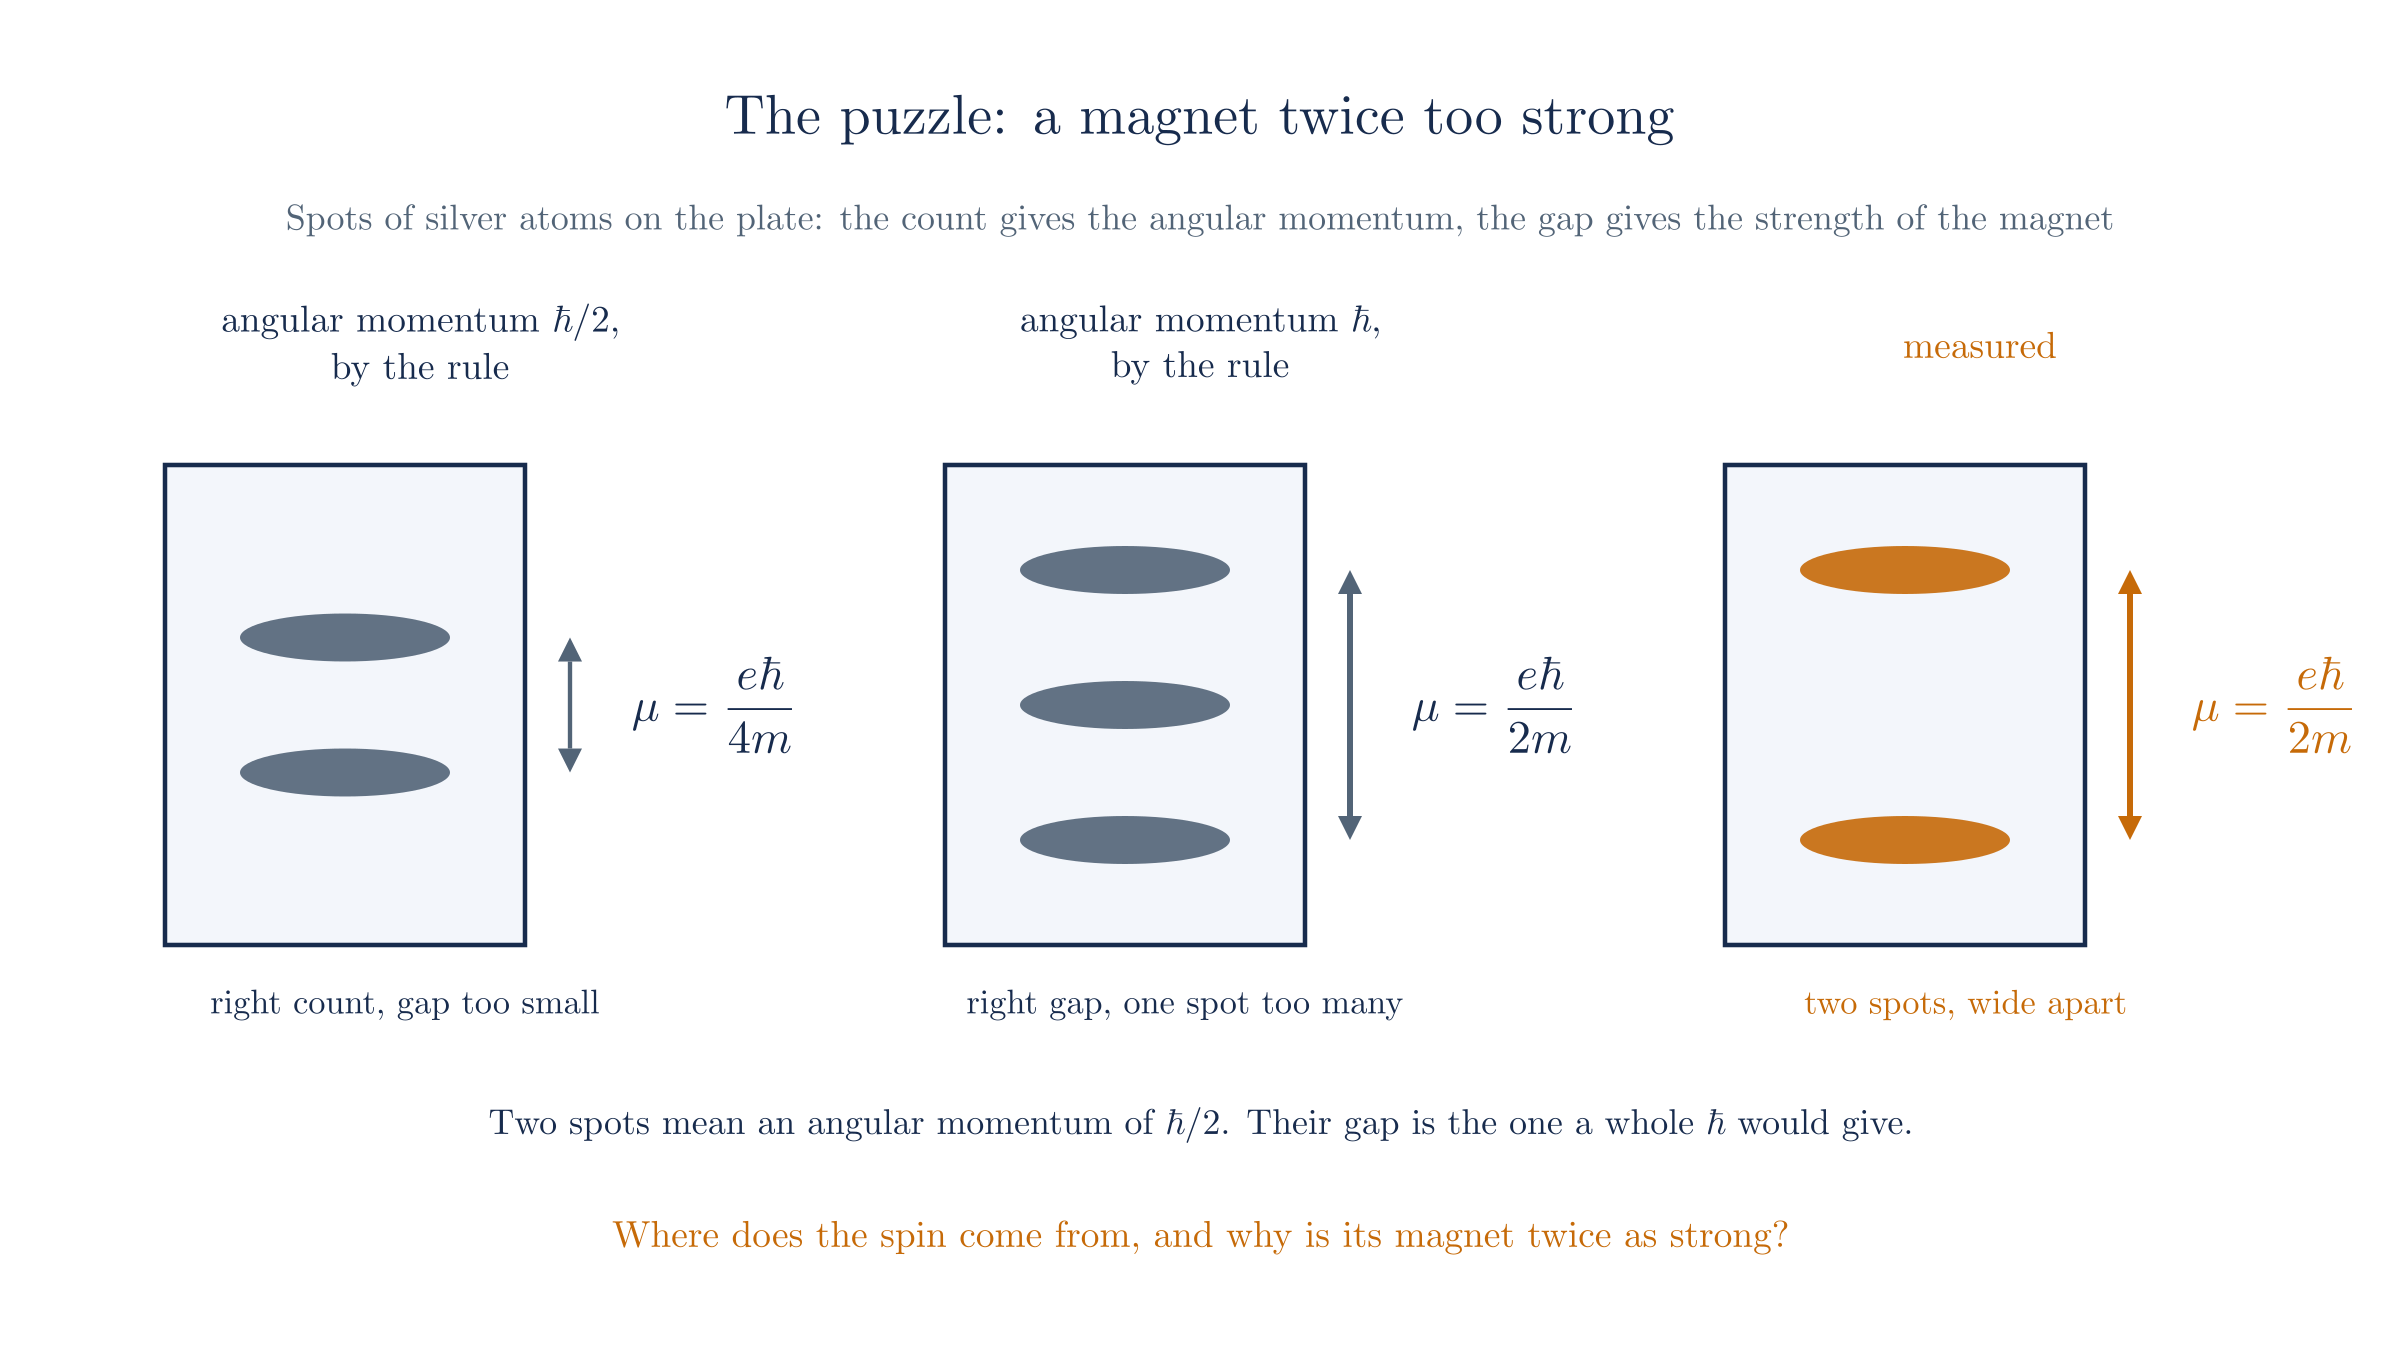 The puzzle: a magnet twice too strong
Spots of silver atoms on the plate: the count gives the angular momentum, the gap gives the strength of the magnet
angular momentum ℏ/2,
by the rule
angular momentum ℏ,
by the rule
measured
μ = eℏ/4m
μ = eℏ/2m
μ = eℏ/2m
right count, gap too small
right gap, one spot too many
two spots, wide apart
Two spots mean an angular momentum of ℏ/2. Their gap is the one a whole ℏ would give.
Where does the spin come from, and why is its magnet twice as strong?